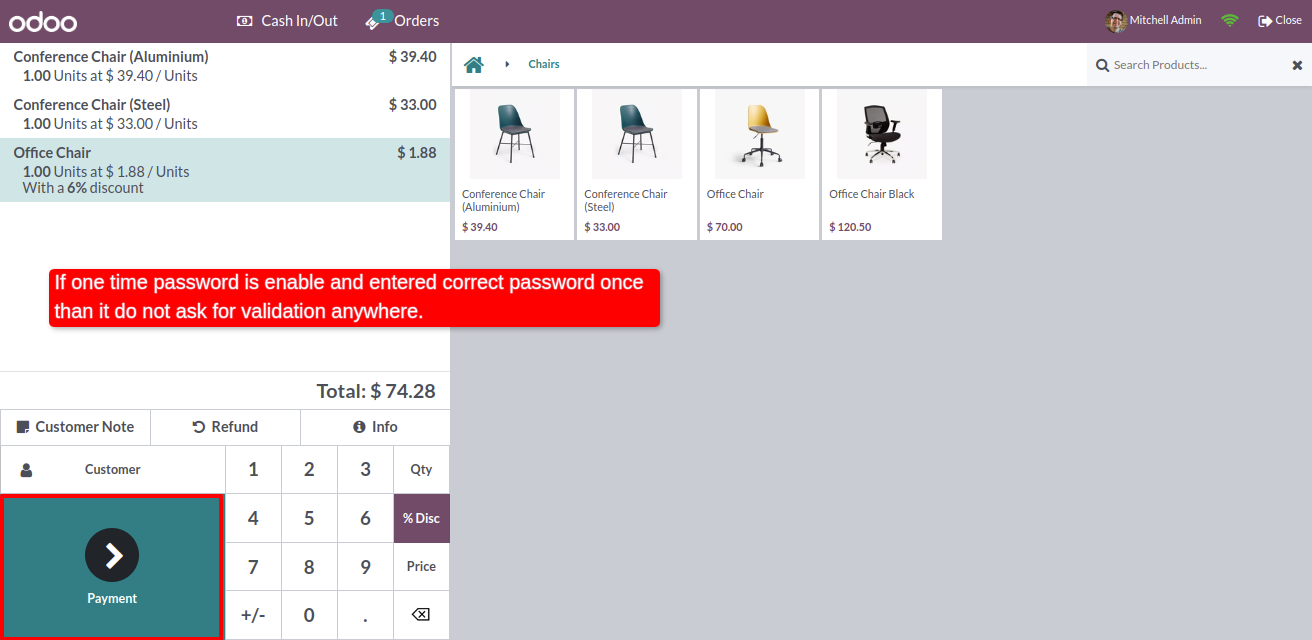 odoo
Cash In/Out
1
Orders
Mitchell Admin
Close
Conference Chair (Aluminium) $ 39.40
1.00 Units at $ 39.40 / Units
Conference Chair (Steel) $ 33.00
1.00 Units at $ 33.00 / Units
Office Chair $ 1.88
1.00 Units at $ 1.88 / Units
With a 6% discount
Chairs
Search Products...
Conference Chair
(Aluminium)
$ 39.40
Conference Chair
(Steel)
$ 33.00
Office Chair
$ 70.00
Office Chair Black
$ 120.50
If one time password is enable and entered correct password once
than it do not ask for validation anywhere.
Total: $ 74.28
Customer Note
Refund
Info
Customer
1 2 3 Qty
4 5 6 % Disc
7 8 9 Price
+/- 0 .
Payment